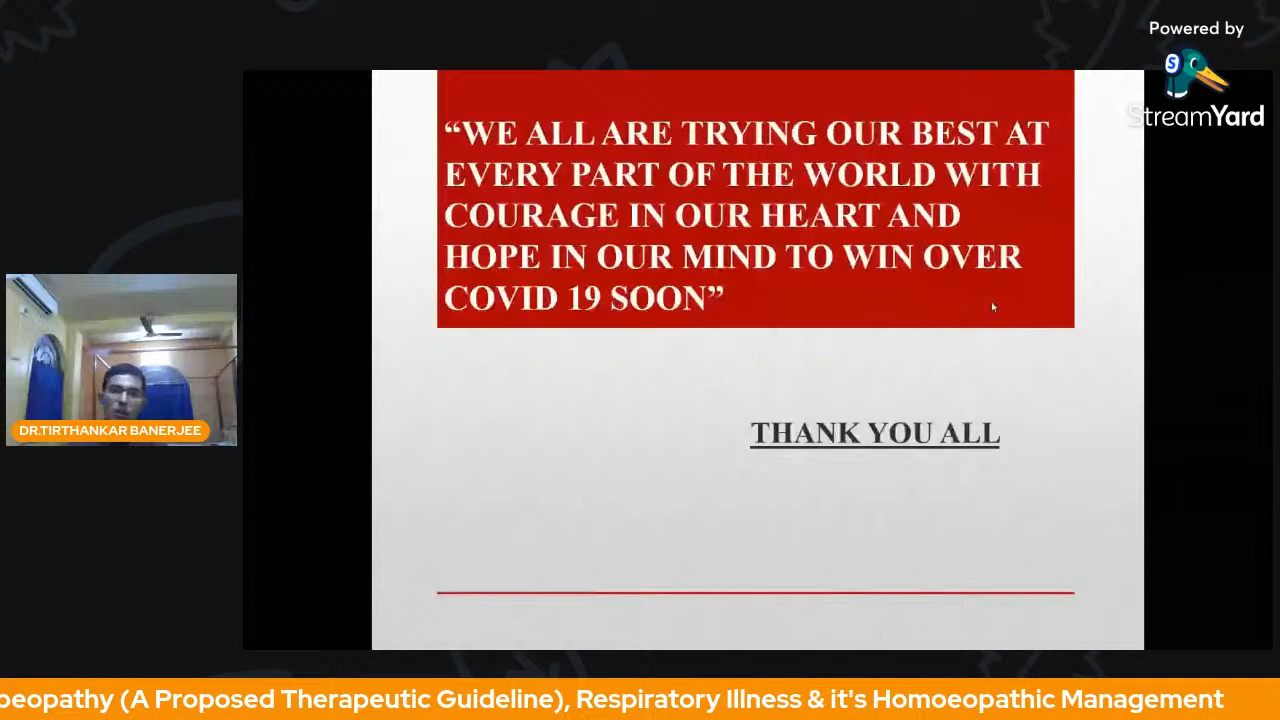 Powered by
S
StreamYard
“WE ALL ARE TRYING OUR BEST AT
EVERY PART OF THE WORLD WITH
COURAGE IN OUR HEART AND
HOPE IN OUR MIND TO WIN OVER
COVID 19 SOON”
THANK YOU ALL
DR.TIRTHANKAR BANERJEE
oeopathy (A Proposed Therapeutic Guideline), Respiratory Illness & it's Homoeopathic Management